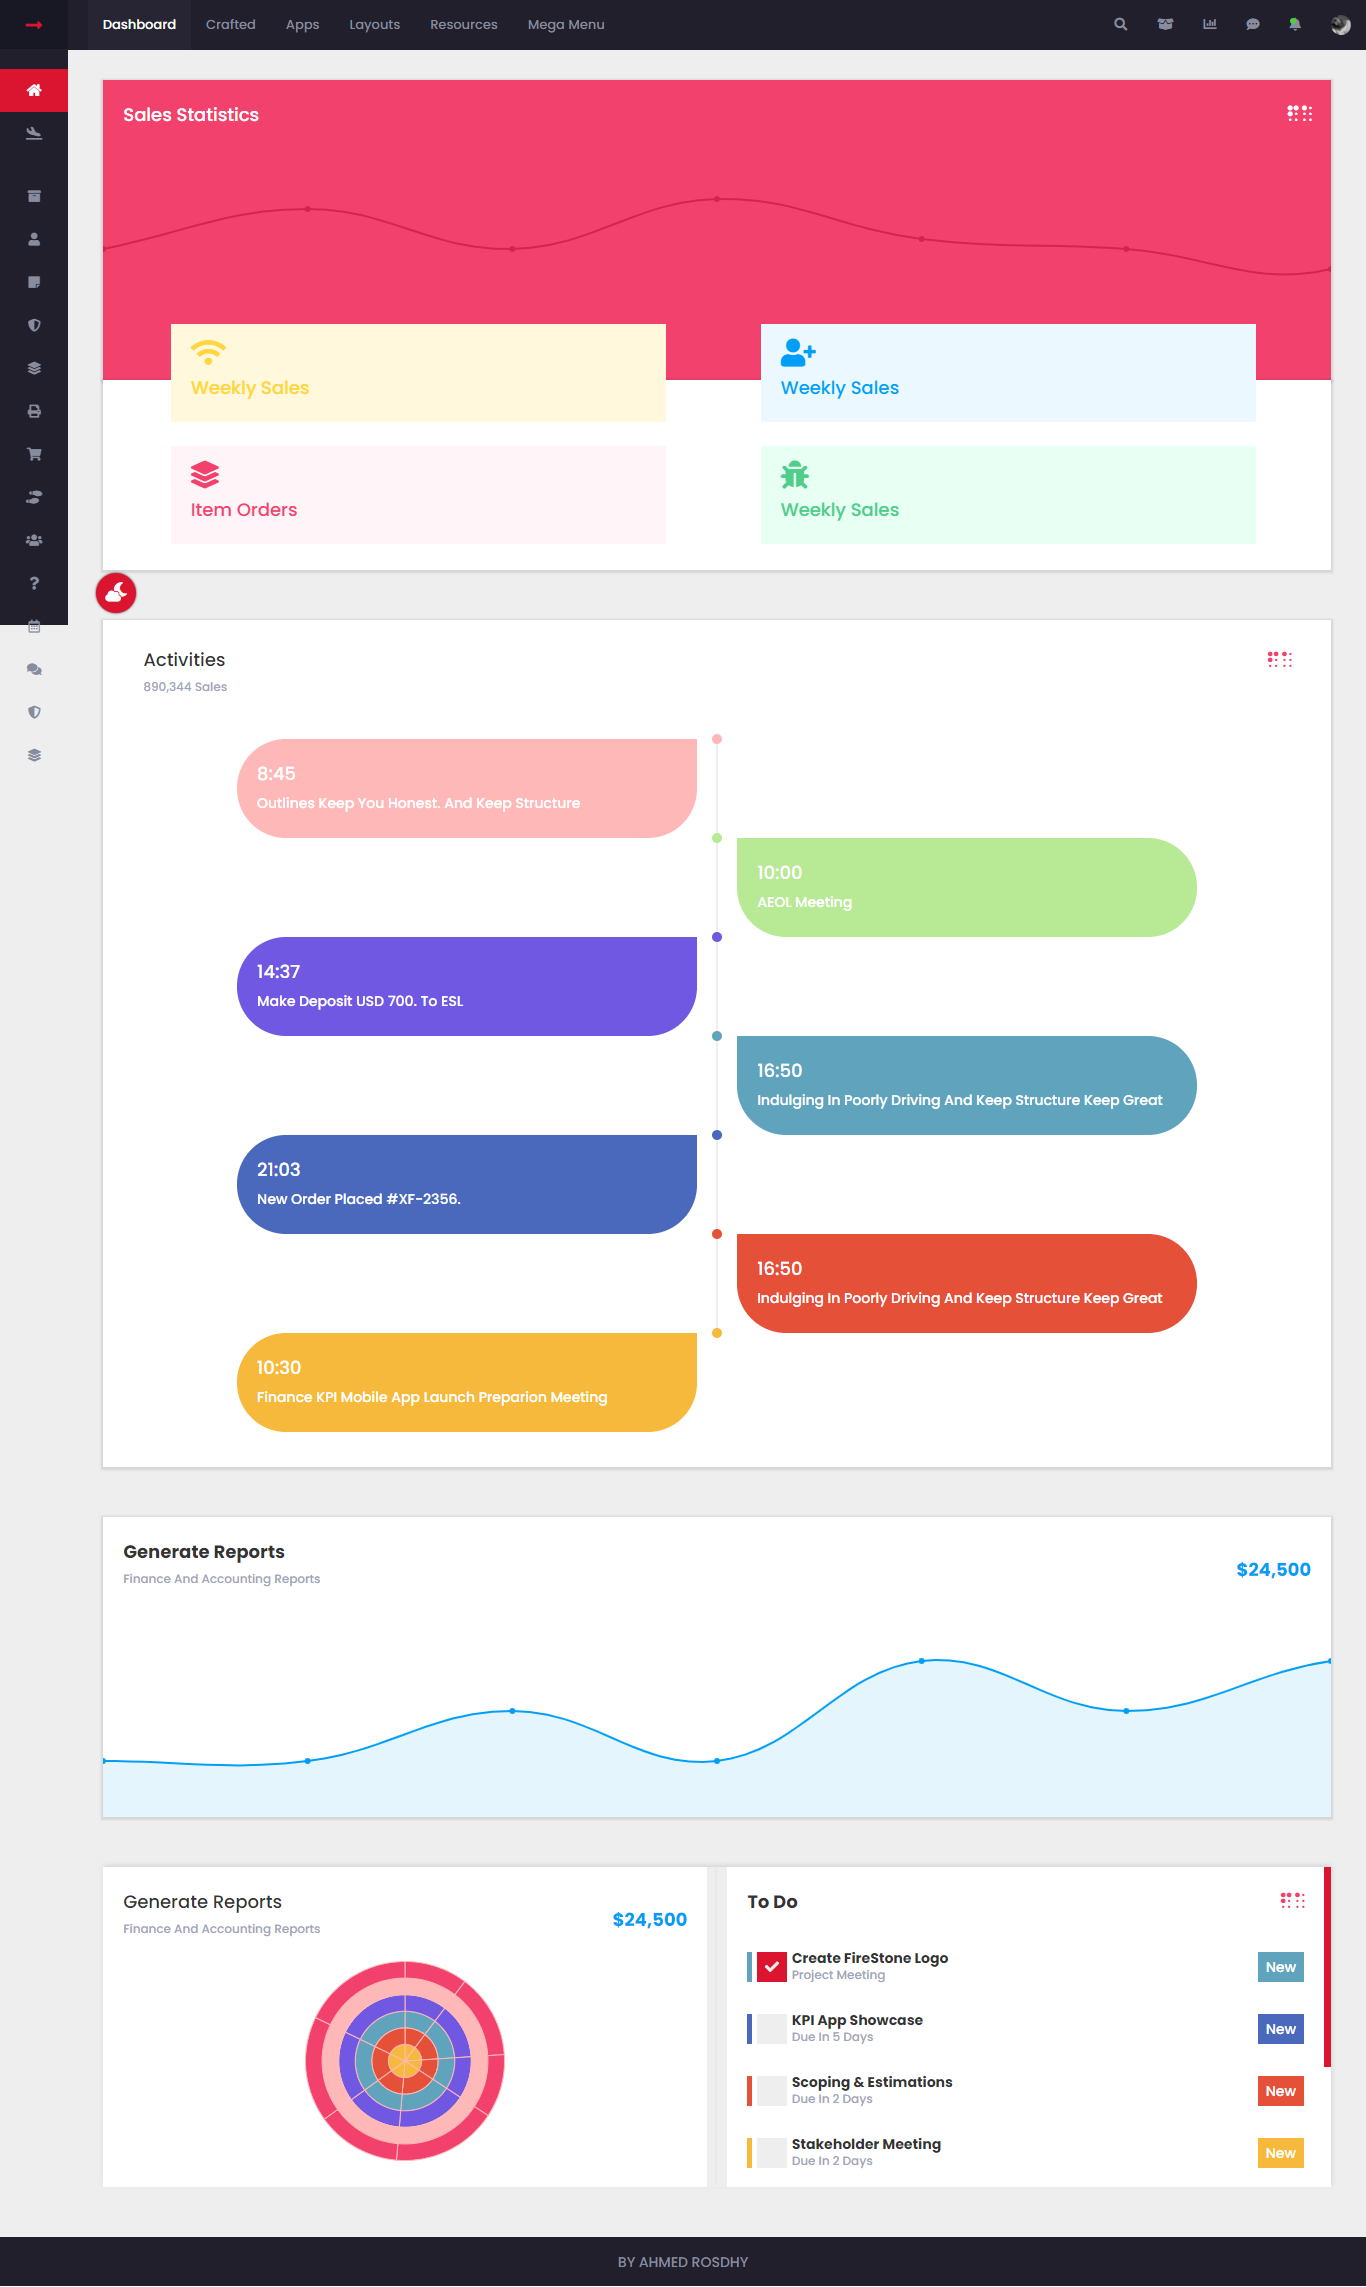 Dashboard Crafted Apps Layouts Resources Mega Menu
Sales Statistics
Weekly Sales
Weekly Sales
Item Orders
Weekly Sales
Activities
890,344 Sales
8:45
Outlines Keep You Honest. And Keep Structure
10:00
AEOL Meeting
14:37
Make Deposit USD 700. To ESL
16:50
Indulging In Poorly Driving And Keep Structure Keep Great
21:03
New Order Placed #XF-2356.
16:50
Indulging In Poorly Driving And Keep Structure Keep Great
10:30
Finance KPI Mobile App Launch Preparion Meeting
Generate Reports
Finance And Accounting Reports
$24,500
Generate Reports
Finance And Accounting Reports
$24,500
To Do
Create FireStone Logo
Project Meeting
New
KPI App Showcase
Due In 5 Days
New
Scoping & Estimations
Due In 2 Days
New
Stakeholder Meeting
Due In 2 Days
New
BY AHMED ROSDHY